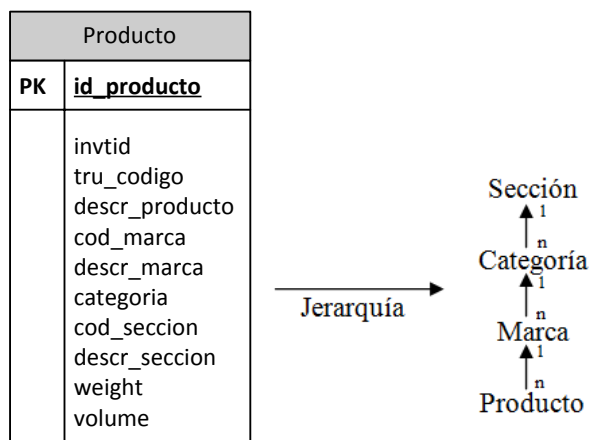 Producto
PK id_producto
invtid
tru_codigo
descr_producto
cod_marca
descr_marca
categoria
cod_seccion
descr_seccion
weight
volume
Jerarquía
Sección
1
n
Categoría
1
n
Marca
1
n
Producto